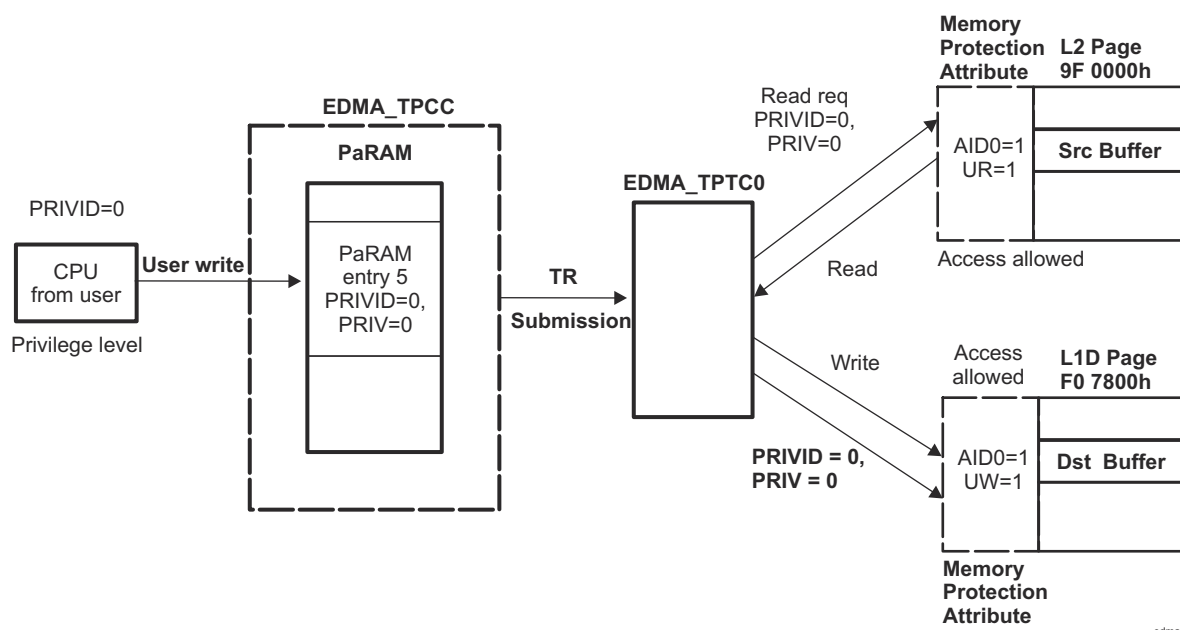 Memory
Protection
Attribute
L2 Page
9F 0000h
EDMA_TPCC
PaRAM
Read req
PRIVID=0,
PRIV=0
AID0=1
UR=1
Src Buffer
EDMA_TPTC0
PRIVID=0
CPU
from user
Privilege level
User write
PaRAM
entry 5
PRIVID=0,
PRIV=0
TR
Submission
Read
Access allowed
Write
Access
allowed
L1D Page
F0 7800h
PRIVID = 0,
PRIV = 0
AID0=1
UW=1
Dst Buffer
Memory
Protection
Attribute